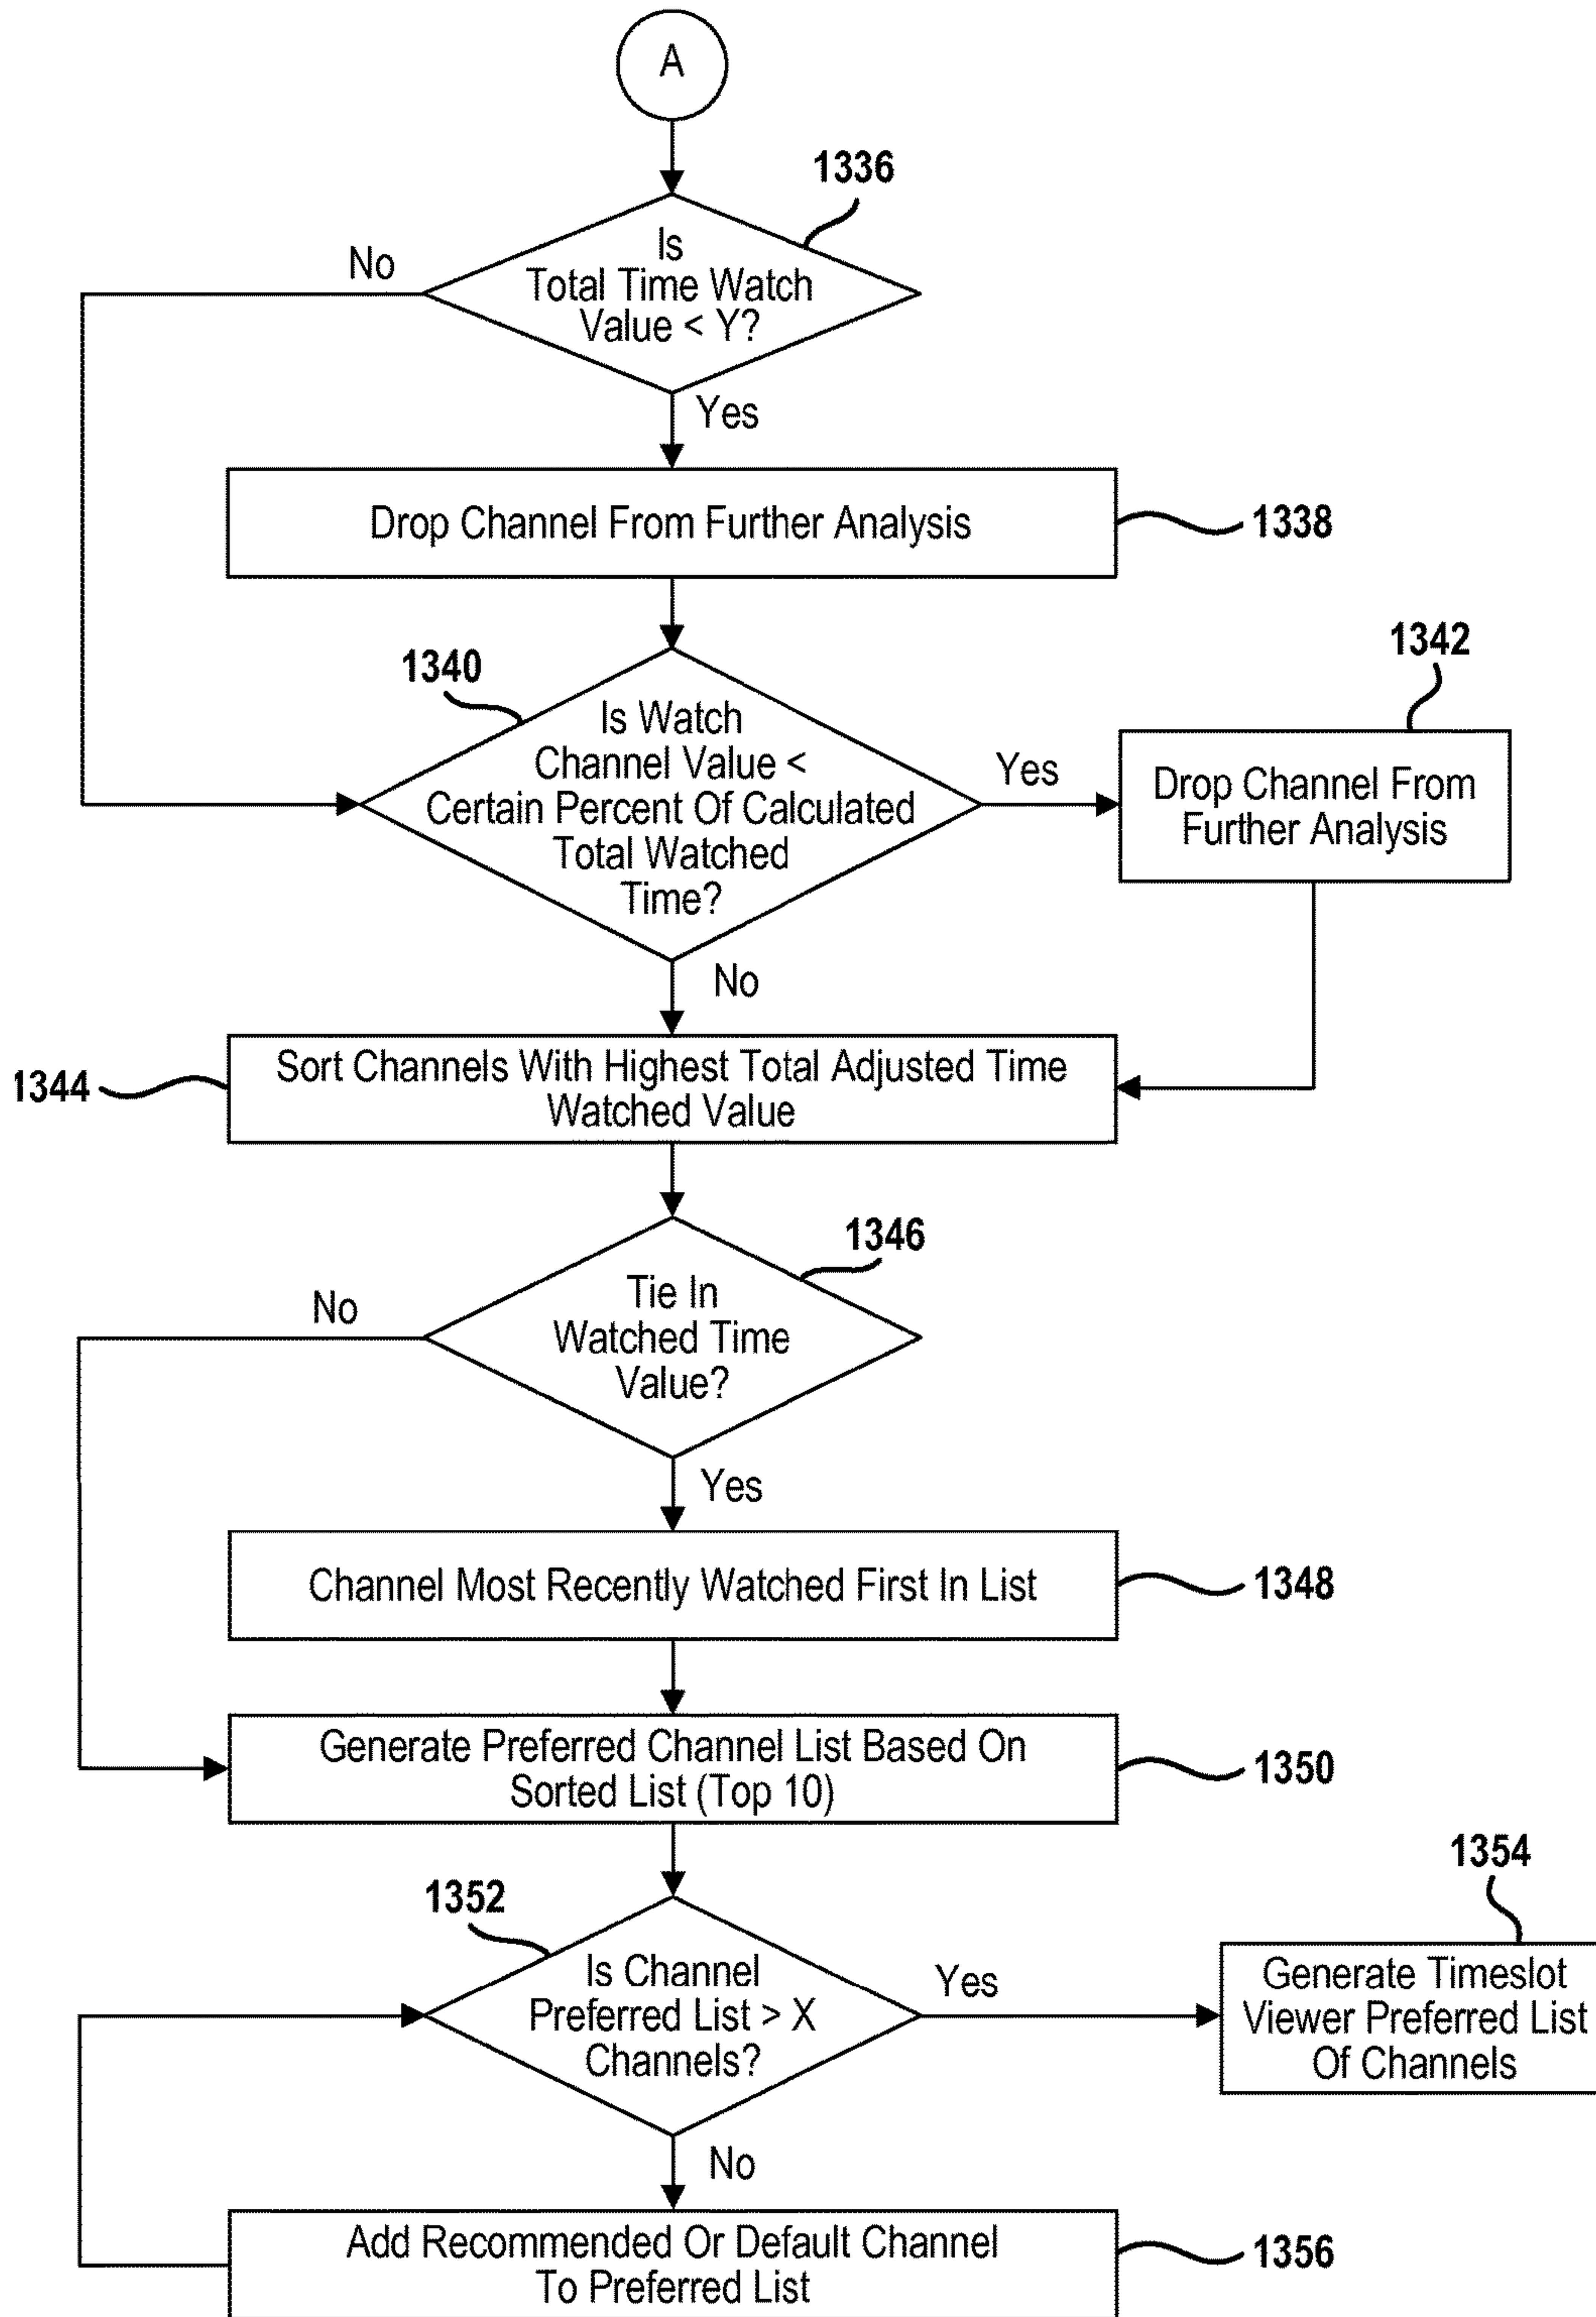 A
1336
Is
Total Time Watch
Value < Y?
No
Yes
Drop Channel From Further Analysis
1338
1340
Is Watch
Channel Value <
Certain Percent Of Calculated
Total Watched
Time?
Yes
1342
Drop Channel From
Further Analysis
No
1344
Sort Channels With Highest Total Adjusted Time
Watched Value
1346
Tie In
Watched Time
Value?
No
Yes
Channel Most Recently Watched First In List
1348
Generate Preferred Channel List Based On
Sorted List (Top 10)
1350
1352
Is Channel
Preferred List > X
Channels?
Yes
1354
Generate Timeslot
Viewer Preferred List
Of Channels
No
Add Recommended Or Default Channel
To Preferred List
1356